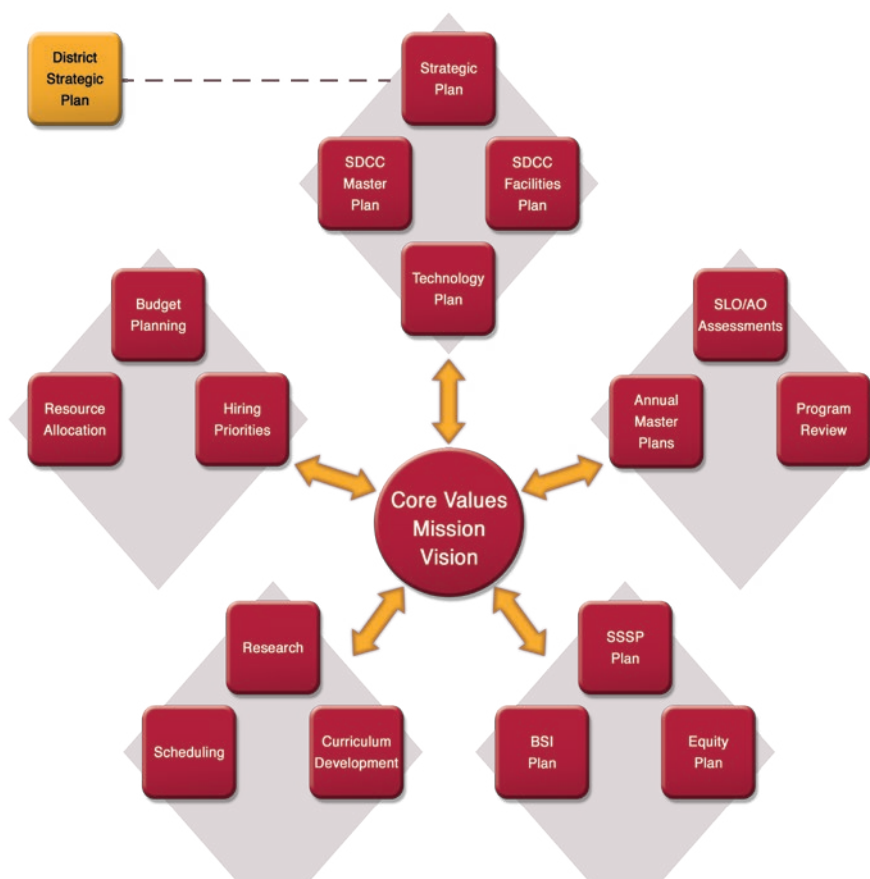 District
Strategic
Plan
Strategic
Plan
SDCC
Master
Plan
SDCC
Facilities
Plan
Technology
Plan
Budget
Planning
Resource
Allocation
Hiring
Priorities
SLO/AO
Assessments
Annual
Master
Plans
Program
Review
Core Values
Mission
Vision
Research
Scheduling
Curriculum
Development
SSSP
Plan
BSI
Plan
Equity
Plan